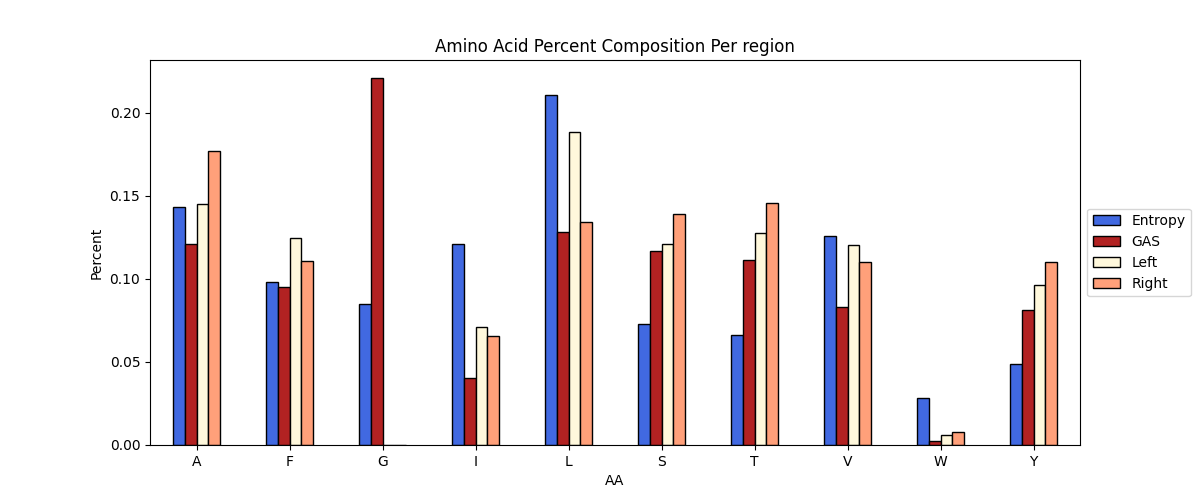 Amino Acid Percent Composition Per region
Percent
0.20
0.15
0.10
0.05
0.00
A F G I L S T V W Y
AA
Entropy
GAS
Left
Right